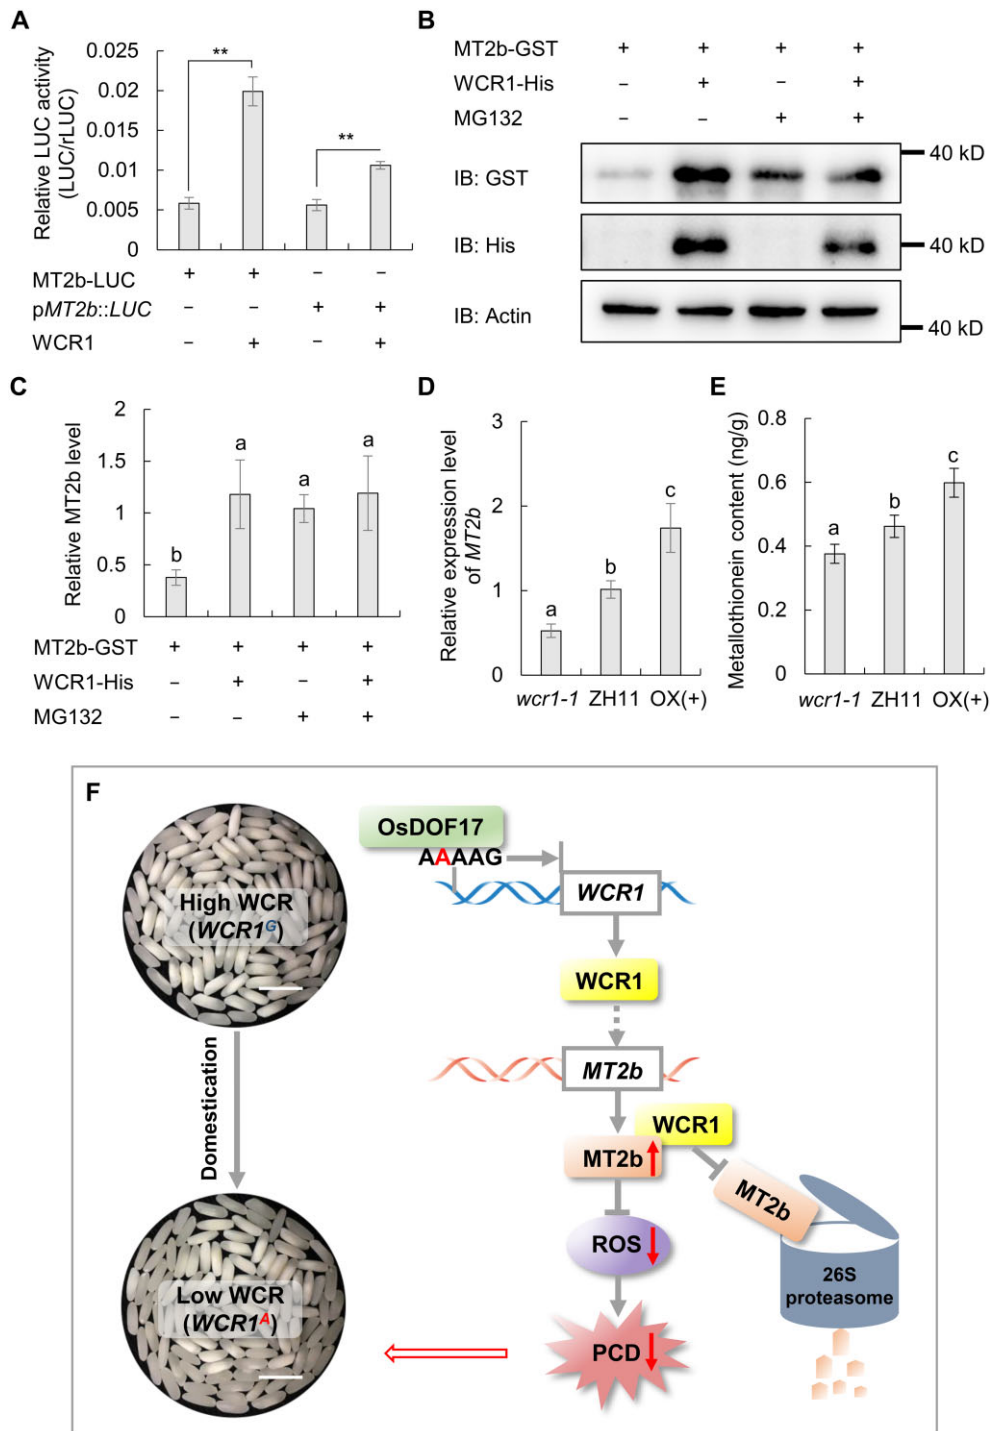 A
Relative LUC activity
(LUC/rLUC)
0.025
0.02
0.015
0.01
0.005
0
**
**
MT2b-LUC + + − −
pMT2b::LUC − − + +
WCR1 − + − +
B
MT2b-GST + + + +
WCR1-His − + − +
MG132 − − + +
IB: GST
40 kD
IB: His
40 kD
IB: Actin
40 kD
C
Relative MT2b level
2
1.5
1
0.5
0
b a a a
MT2b-GST + + + +
WCR1-His − + − +
MG132 − − + +
D
Relative expression level
of MT2b
3
2
1
0
a b c
wcr1-1 ZH11 OX(+)
E
Metallothionein content (ng/g)
0.8
0.6
0.4
0.2
0
a b c
wcr1-1 ZH11 OX(+)
F
High WCR
(WCR1G)
Domestication
Low WCR
(WCR1A)
OsDOF17
AAAAG
WCR1
WCR1
MT2b
WCR1
MT2b
MT2b
ROS
26S
proteasome
PCD